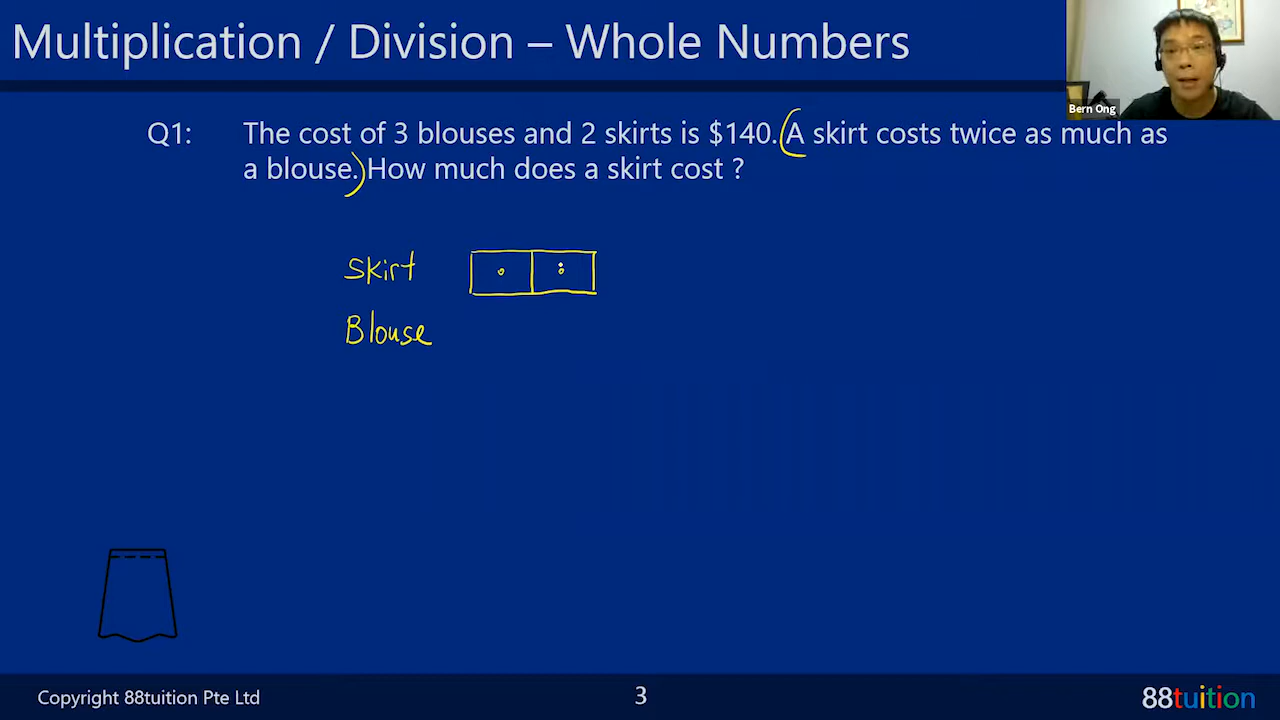 Multiplication / Division – Whole Numbers
Bern Ong
Q1: The cost of 3 blouses and 2 skirts is $140. A skirt costs twice as much as
a blouse. How much does a skirt cost ?
Skirt
Blouse
Copyright 88tuition Pte Ltd
3
88tuition